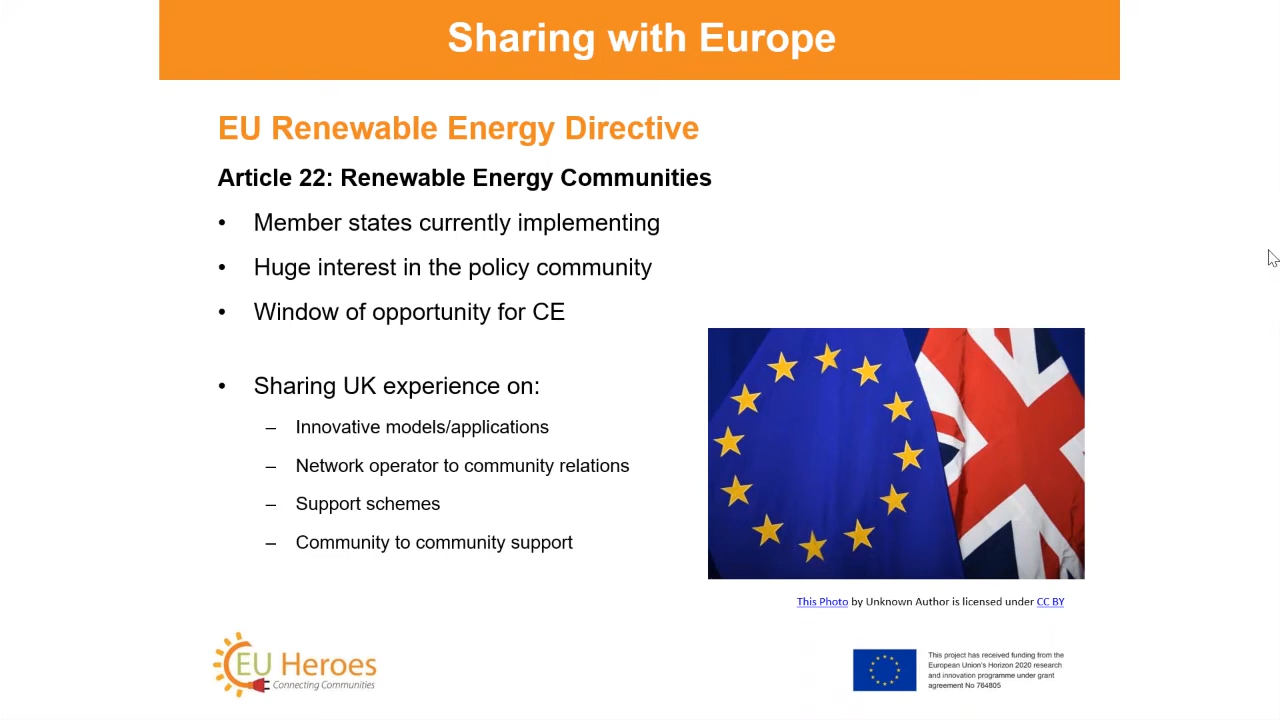 Sharing with Europe
EU Renewable Energy Directive
Article 22: Renewable Energy Communities
• Member states currently implementing
• Huge interest in the policy community
• Window of opportunity for CE
• Sharing UK experience on:
– Innovative models/applications
– Network operator to community relations
– Support schemes
– Community to community support
This Photo by Unknown Author is licensed under CC BY
EU Heroes
Connecting Communities
This project has received funding from the
European Union's Horizon 2020 research
and innovation programme under grant
agreement No 764805